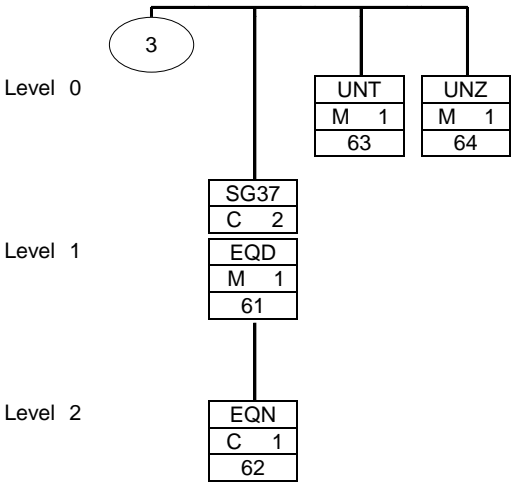 3
Level 0
UNT
M 1
63
UNZ
M 1
64
SG37
C 2
Level 1
EQD
M 1
61
Level 2
EQN
C 1
62